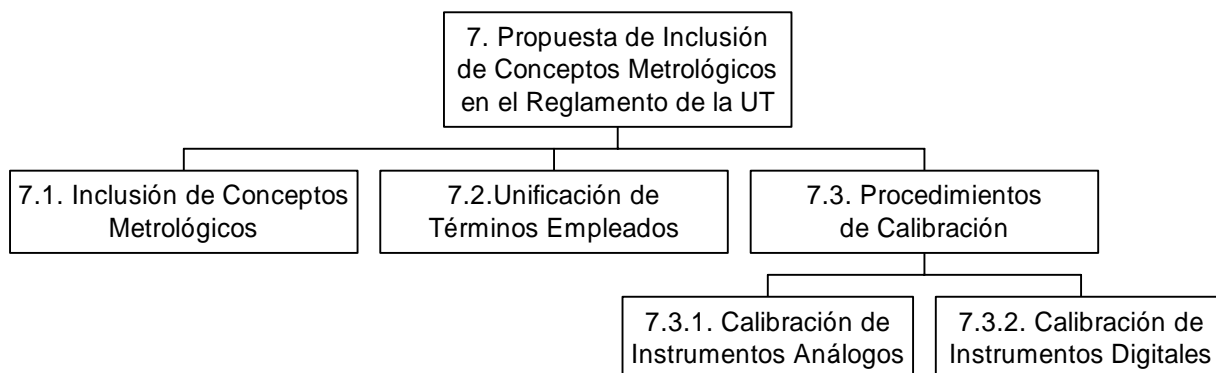 7. Propuesta de Inclusión
de Conceptos Metrológicos
en el Reglamento de la UT
7.1. Inclusión de Conceptos
Metrológicos
7.2.Unificación de
Términos Empleados
7.3. Procedimientos
de Calibración
7.3.1. Calibración de
Instrumentos Análogos
7.3.2. Calibración de
Instrumentos Digitales